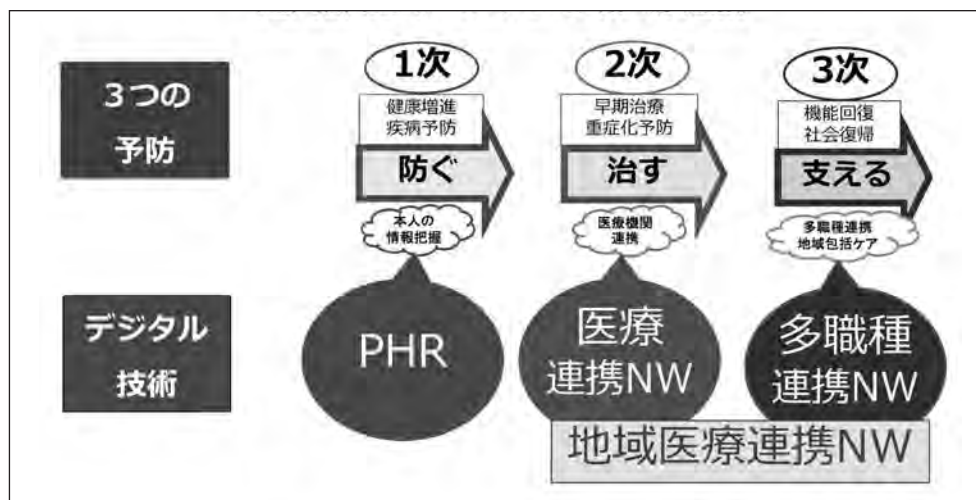 3つの
予防
1次
健康増進
疾病予防
防ぐ
本人の
情報把握
2次
早期治療
重症化予防
治す
医療機関
連携
3次
機能回復
社会復帰
支える
多職種連携
地域包括ケア
デジタル
技術
PHR
医療
連携NW
多職種
連携NW
地域医療連携NW